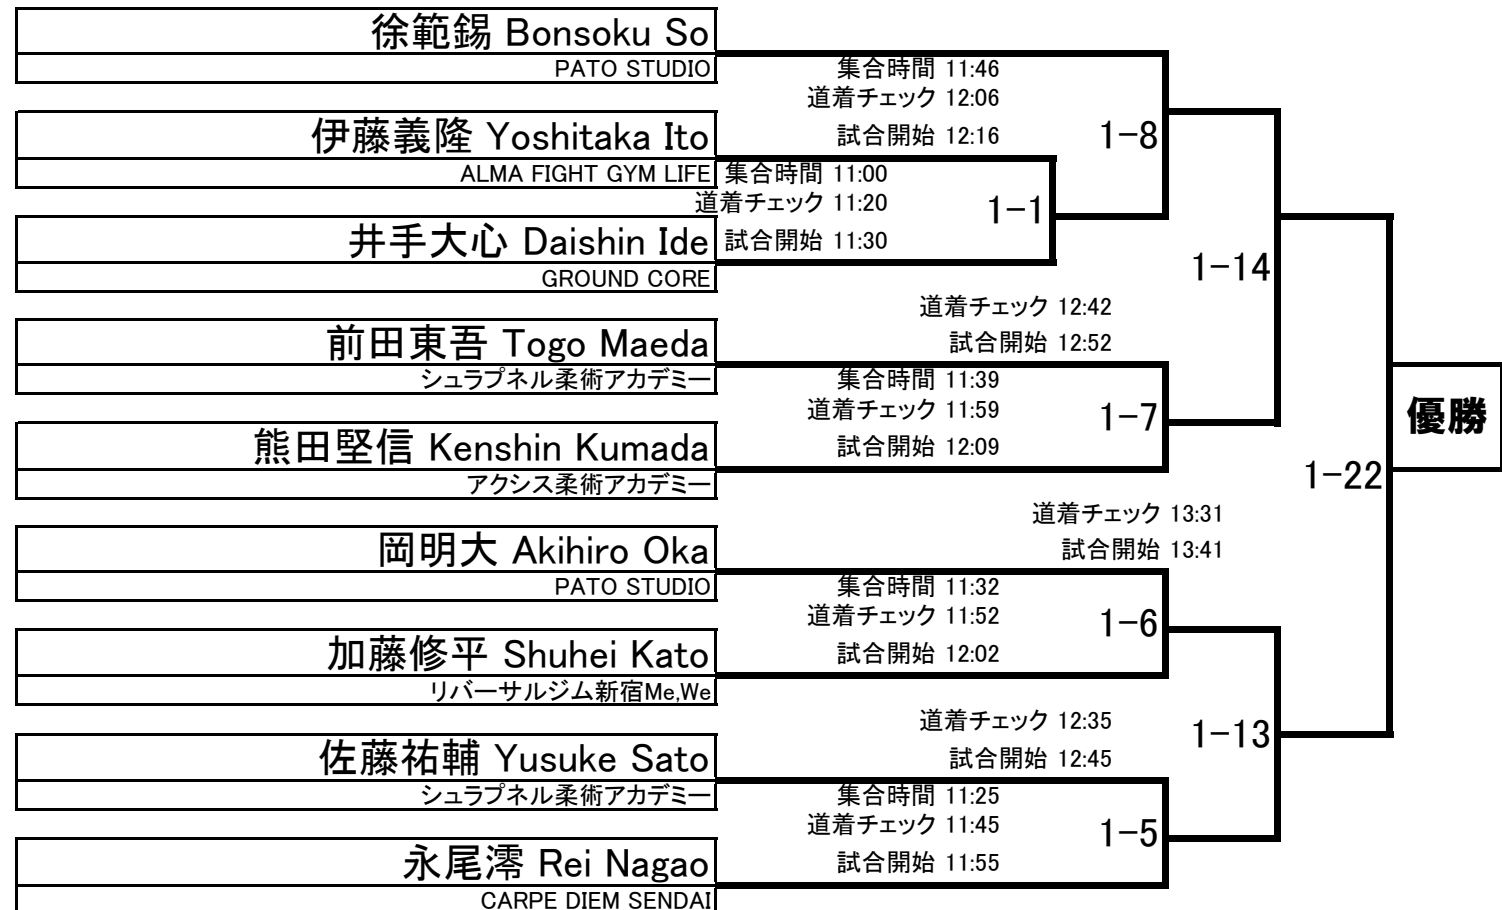 徐範錫 Bonsoku So
PATO STUDIO
集合時間 11:46
道着チェック 12:06
試合開始 12:16
1-8
伊藤義隆 Yoshitaka Ito
ALMA FIGHT GYM LIFE
集合時間 11:00
道着チェック 11:20
試合開始 11:30
1-1
井手大心 Daishin Ide
GROUND CORE
1-14
道着チェック 12:42
試合開始 12:52
前田東吾 Togo Maeda
シュラプネル柔術アカデミー
集合時間 11:39
道着チェック 11:59
試合開始 12:09
1-7
熊田堅信 Kenshin Kumada
アクシス柔術アカデミー
優勝
1-22
道着チェック 13:31
試合開始 13:41
岡明大 Akihiro Oka
PATO STUDIO
集合時間 11:32
道着チェック 11:52
試合開始 12:02
1-6
加藤修平 Shuhei Kato
リバーサルジム新宿Me,We
道着チェック 12:35
試合開始 12:45
1-13
佐藤祐輔 Yusuke Sato
シュラプネル柔術アカデミー
集合時間 11:25
道着チェック 11:45
試合開始 11:55
1-5
永尾澪 Rei Nagao
CARPE DIEM SENDAI